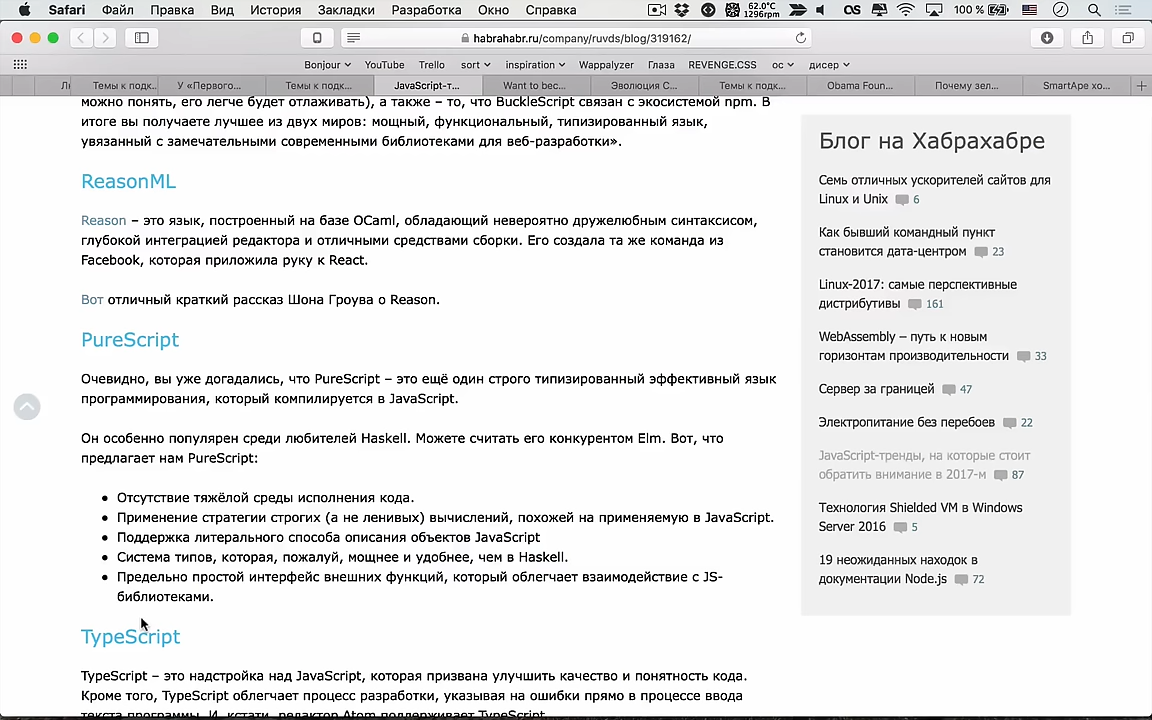 Safari Файл Правка Вид История Закладки Разработка Окно Справка
62.0°C
1296rpm
100 %
habrahabr.ru/company/ruvds/blog/319162/
Bonjour YouTube Trello sort inspiration Wappalyzer Глаза REVENGE.CSS ос дисер
Темы к подк... У «Первого... Темы к подк... JavaScript-т... Want to bec... Эволюция С... Темы к подк... Obama Foun... Почему зел... SmartApe хо...
можно понять, его легче будет отлаживать), а также – то, что BuckleScript связан с экосистемой npm. В
итоге вы получаете лучшее из двух миров: мощный, функциональный, типизированный язык,
увязанный с замечательными современными библиотеками для веб-разработки».
ReasonML
Reason – это язык, построенный на базе OCaml, обладающий невероятно дружелюбным синтаксисом,
глубокой интеграцией редактора и отличными средствами сборки. Его создала та же команда из
Facebook, которая приложила руку к React.
Вот отличный краткий рассказ Шона Гроува о Reason.
PureScript
Очевидно, вы уже догадались, что PureScript – это ещё один строго типизированный эффективный язык
программирования, который компилируется в JavaScript.
Он особенно популярен среди любителей Haskell. Можете считать его конкурентом Elm. Вот, что
предлагает нам PureScript:
• Отсутствие тяжёлой среды исполнения кода.
• Применение стратегии строгих (а не ленивых) вычислений, похожей на применяемую в JavaScript.
• Поддержка литерального способа описания объектов JavaScript
• Система типов, которая, пожалуй, мощнее и удобнее, чем в Haskell.
• Предельно простой интерфейс внешних функций, который облегчает взаимодействие с JS-
библиотеками.
TypeScript
TypeScript – это надстройка над JavaScript, которая призвана улучшить качество и понятность кода.
Кроме того, TypeScript облегчает процесс разработки, указывая на ошибки прямо в процессе ввода
текста программы. И, кстати, редактор Atom поддерживает TypeScript.
Блог на Хабрахабре
Семь отличных ускорителей сайтов для
Linux и Unix 6
Как бывший командный пункт
становится дата-центром 23
Linux-2017: самые перспективные
дистрибутивы 161
WebAssembly – путь к новым
горизонтам производительности 33
Сервер за границей 47
Электропитание без перебоев 22
JavaScript-тренды, на которые стоит
обратить внимание в 2017-м 87
Технология Shielded VM в Windows
Server 2016 5
19 неожиданных находок в
документации Node.js 72